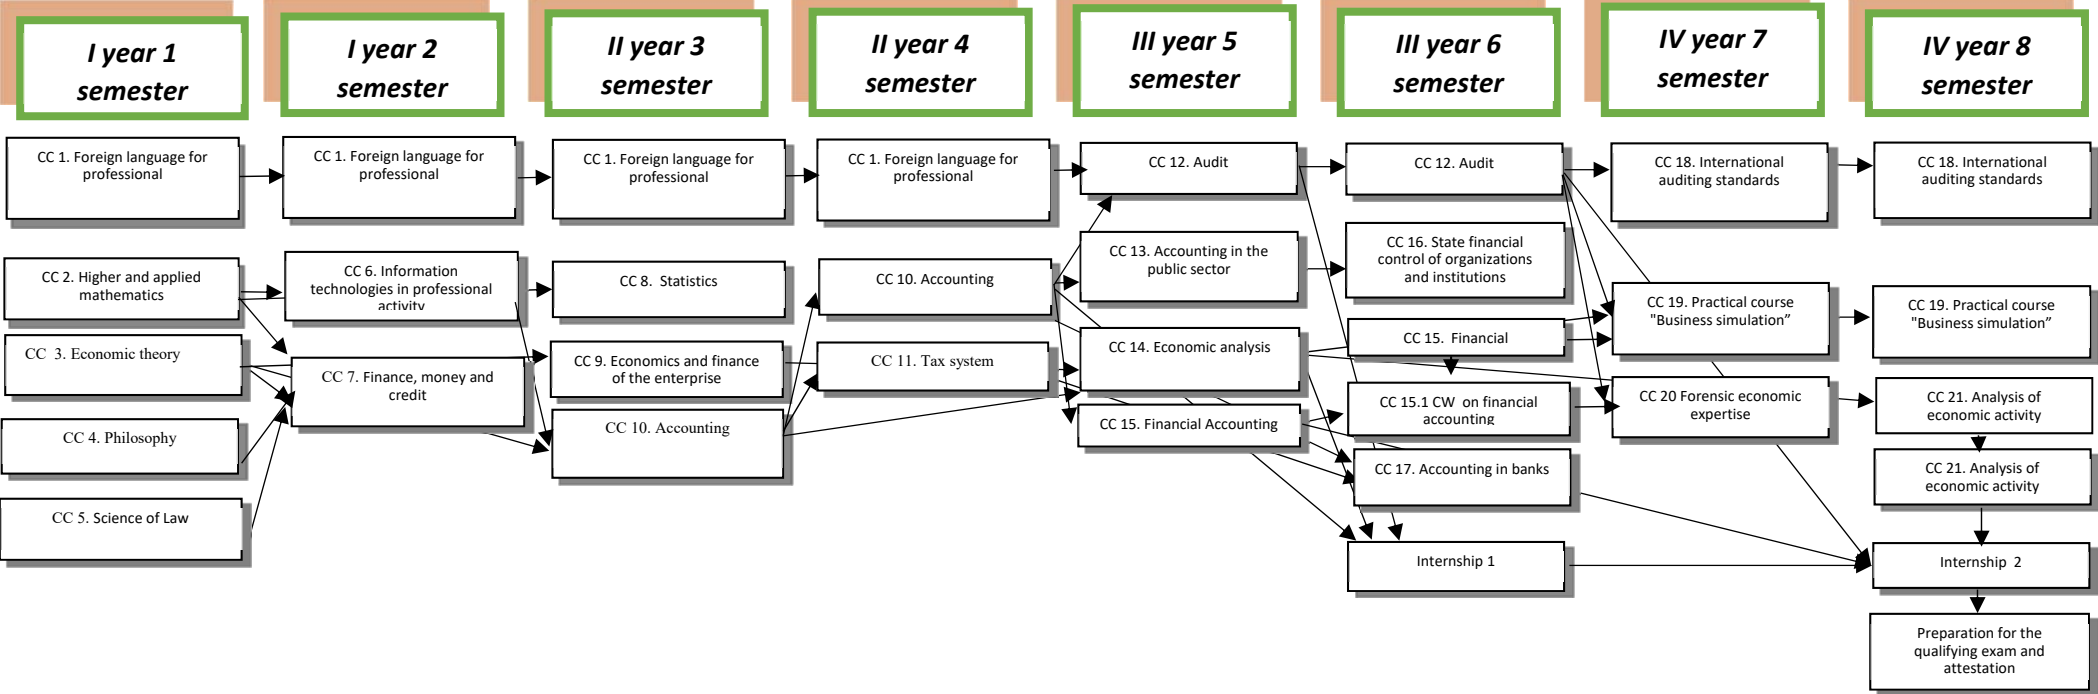 I year 1
semester
I year 2
semester
II year 3
semester
II year 4
semester
III year 5
semester
III year 6
semester
IV year 7
semester
IV year 8
semester
CC 1. Foreign language for
professional
CC 2. Higher and applied
mathematics
CC  3. Economic theory
CC 4. Philosophy
CC 5. Science of Law
CC 1. Foreign language for
professional
CC 6. Information
technologies in professional
activity
CC 7. Finance, money and
credit
CC 1. Foreign language for
professional
CC 8.  Statistics
CC 9. Economics and finance
of the enterprise
CC 10. Accounting
CC 1. Foreign language for
professional
CC 10. Accounting
CC 11. Tax system
CC 12. Audit
CC 13. Accounting in the
public sector
CC 14. Economic analysis
CC 15. Financial Accounting
CC 12. Audit
CC 16. State financial
control of organizations
and institutions
CC 15.  Financial
CC 15.1 CW  on financial
accounting
CC 17. Accounting in banks
Internship 1
CC 18. International
auditing standards
CC 19. Practical course
"Business simulation”
CC 20 Forensic economic
expertise
CC 18. International
auditing standards
CC 19. Practical course
"Business simulation”
CC 21. Analysis of
economic activity
CC 21. Analysis of
economic activity
Internship  2
Preparation for the
qualifying exam and
attestation